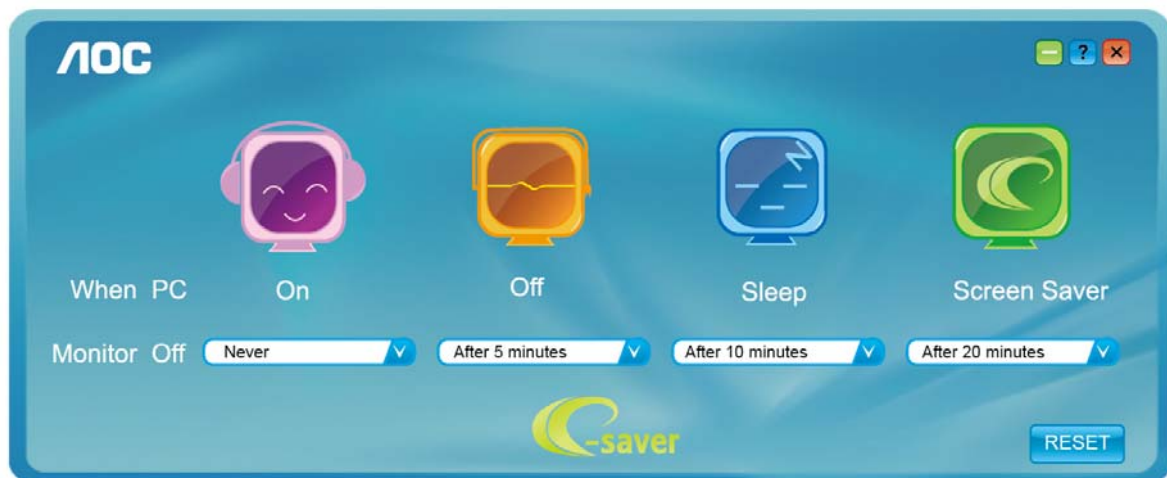 AOC
?
When PC On Off Sleep Screen Saver
Monitor Off Never After 5 minutes After 10 minutes After 20 minutes
e-saver
RESET